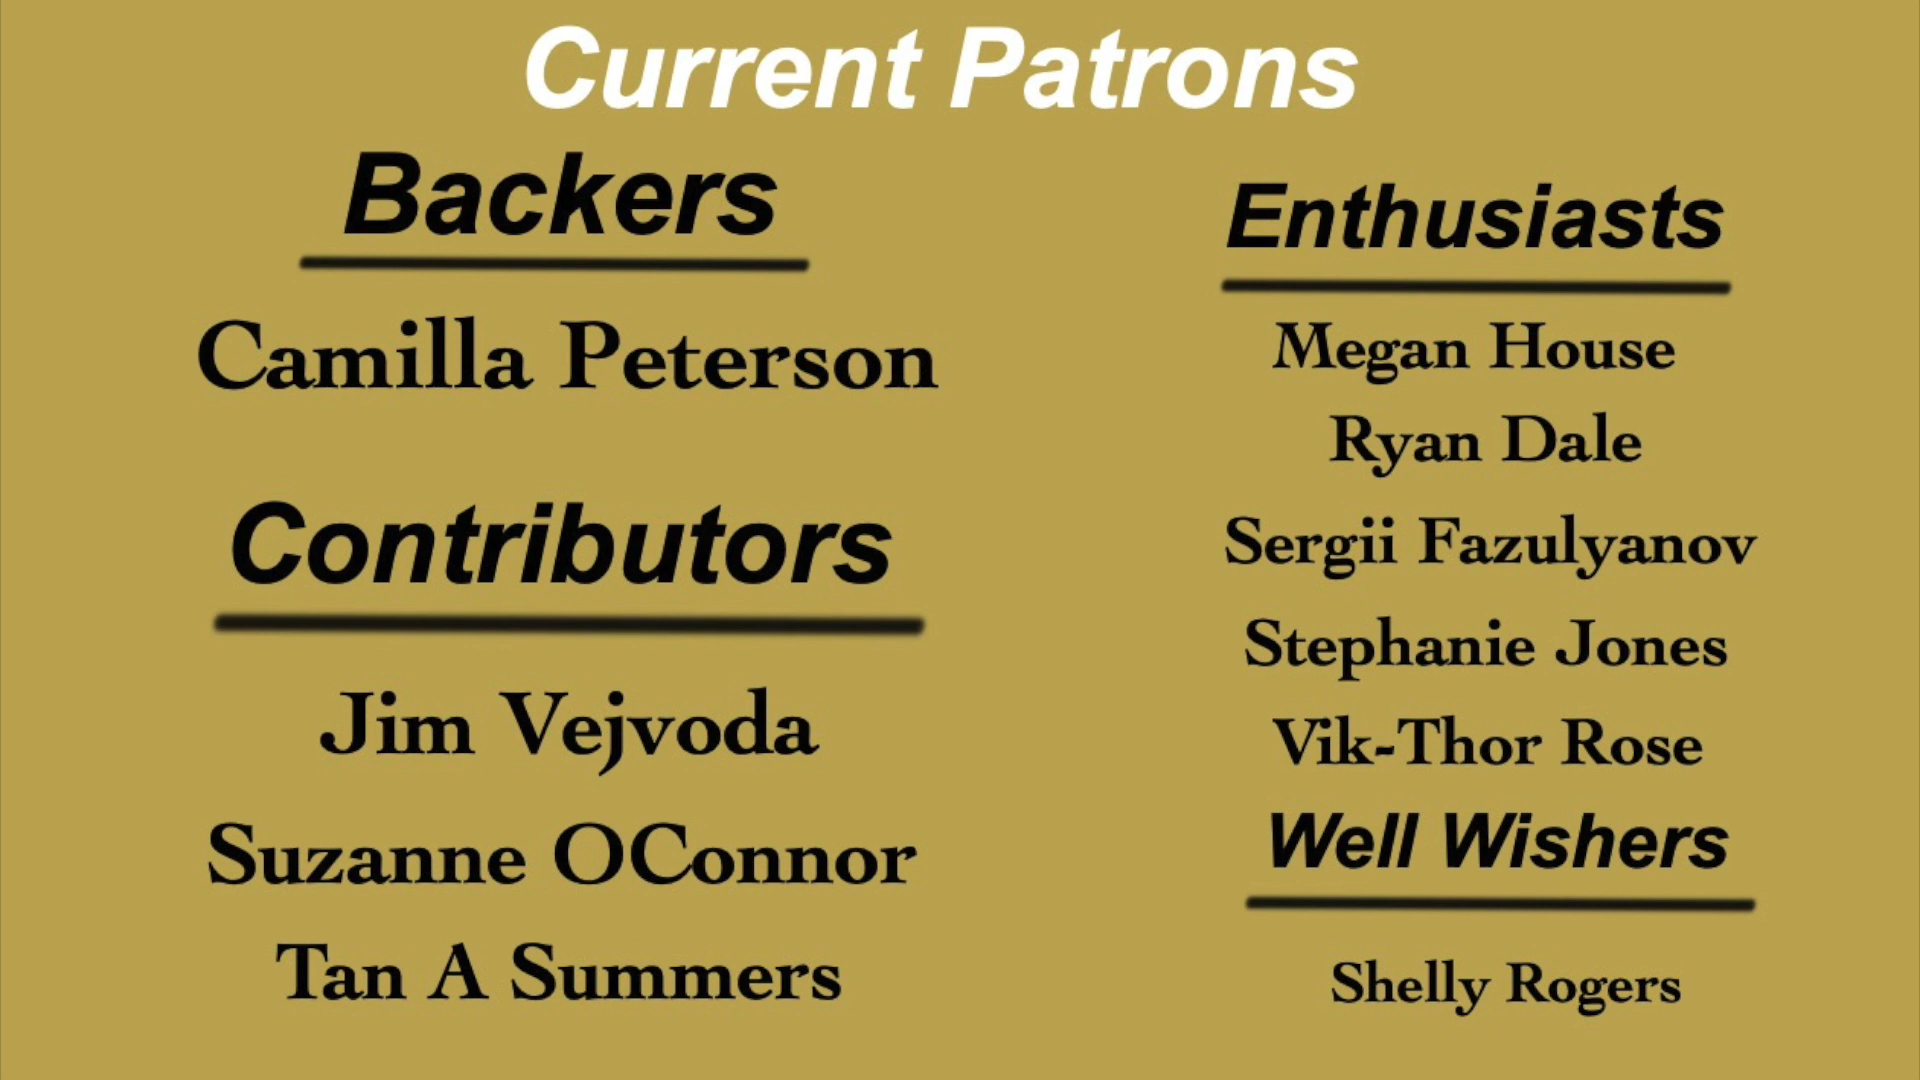 Current Patrons
Backers
Camilla Peterson
Contributors
Jim Vejvoda
Suzanne OConnor
Tan A Summers
Enthusiasts
Megan House
Ryan Dale
Sergii Fazulyanov
Stephanie Jones
Vik-Thor Rose
Well Wishers
Shelly Rogers